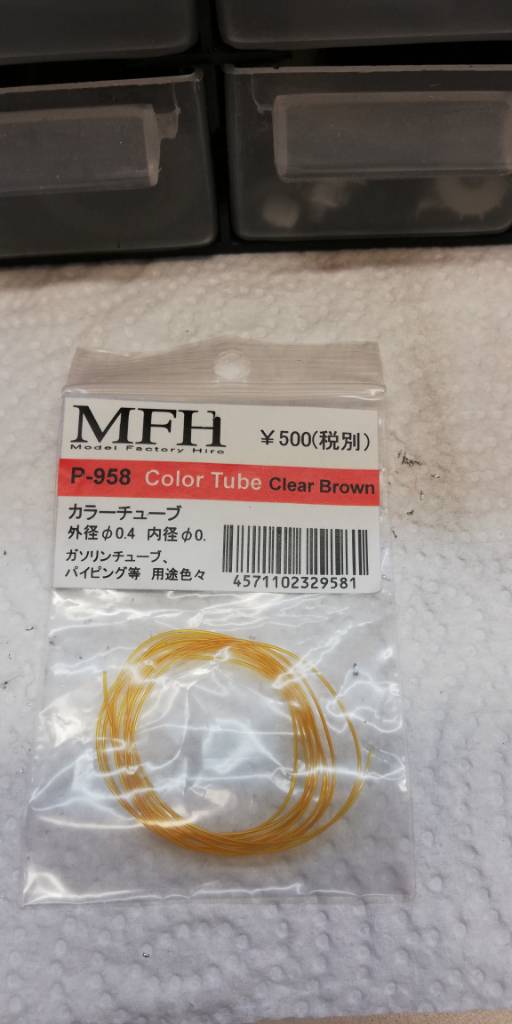 MFH
Model Factory Hiro
¥500(税別)
P-958 Color Tube Clear Brown
カラーチューブ
外径φ0.4 内径φ0.
ガソリンチューブ、
パイピング等 用途色々
4571102329581